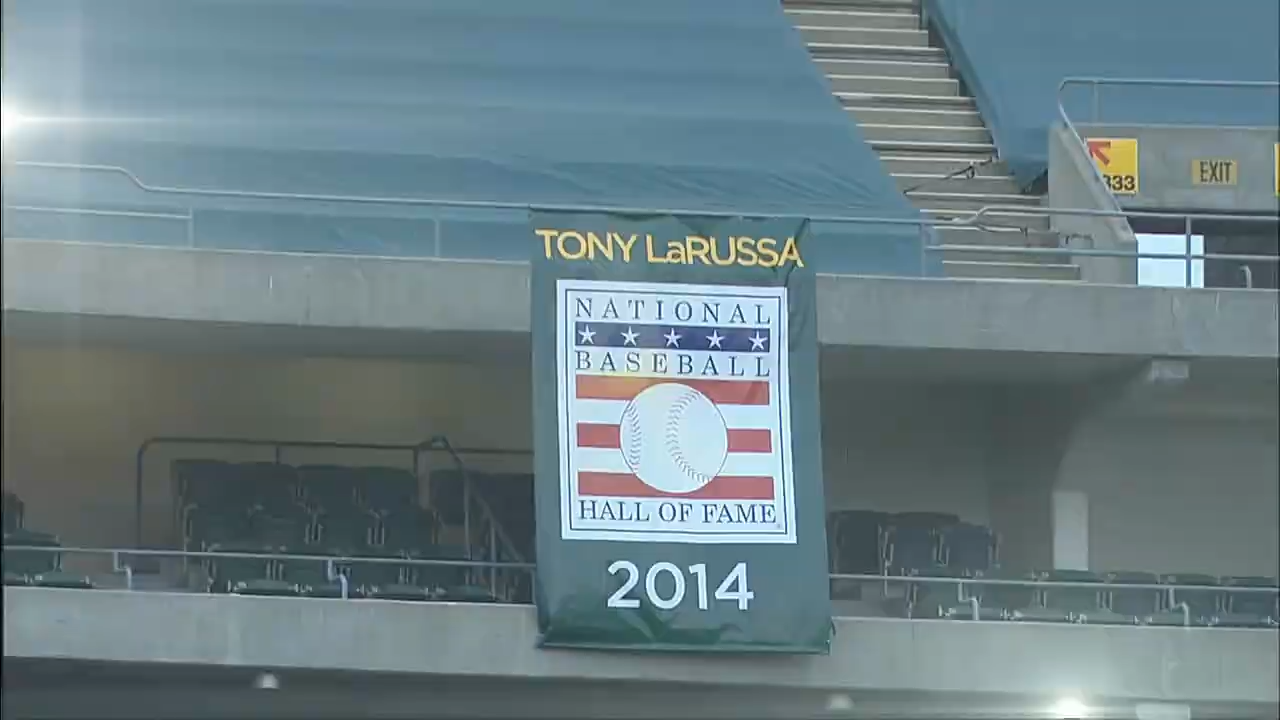 TONY LaRUSSA
NATIONAL
BASEBALL
HALL OF FAME
2014
333
EXIT